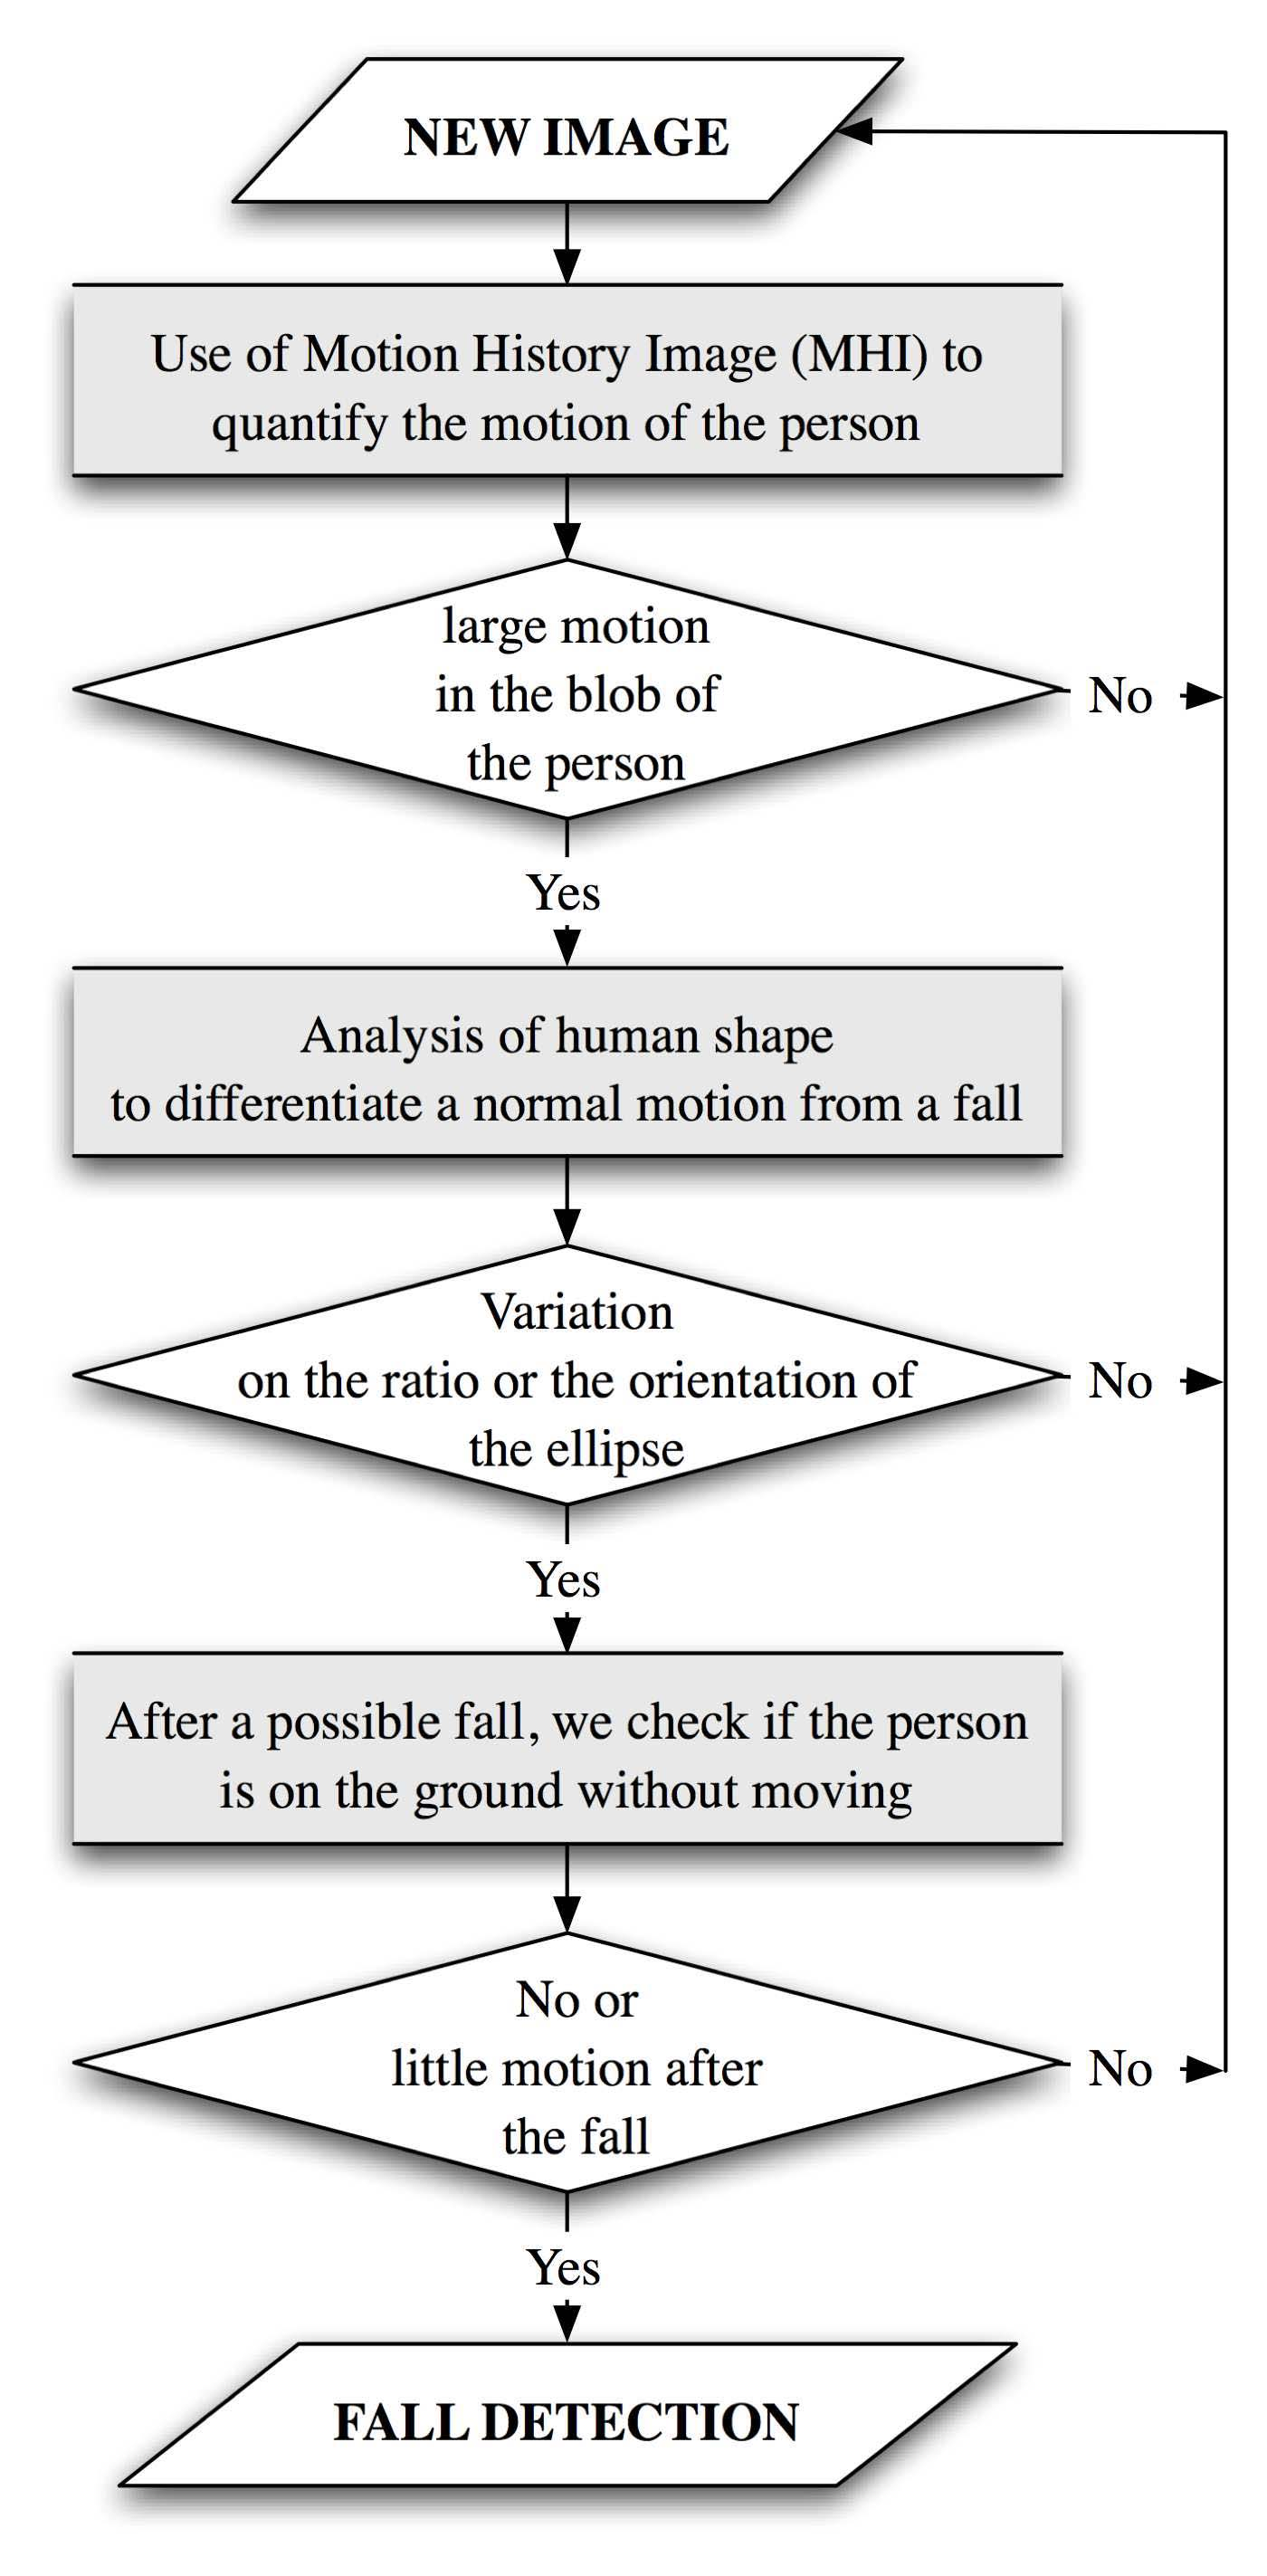 NEW IMAGE
Use of Motion History Image (MHI) to
quantify the motion of the person
large motion
in the blob of
the person
No
Yes
Analysis of human shape
to differentiate a normal motion from a fall
Variation
on the ratio or the orientation of
the ellipse
No
Yes
After a possible fall, we check if the person
is on the ground without moving
No or
little motion after
the fall
No
Yes
FALL DETECTION